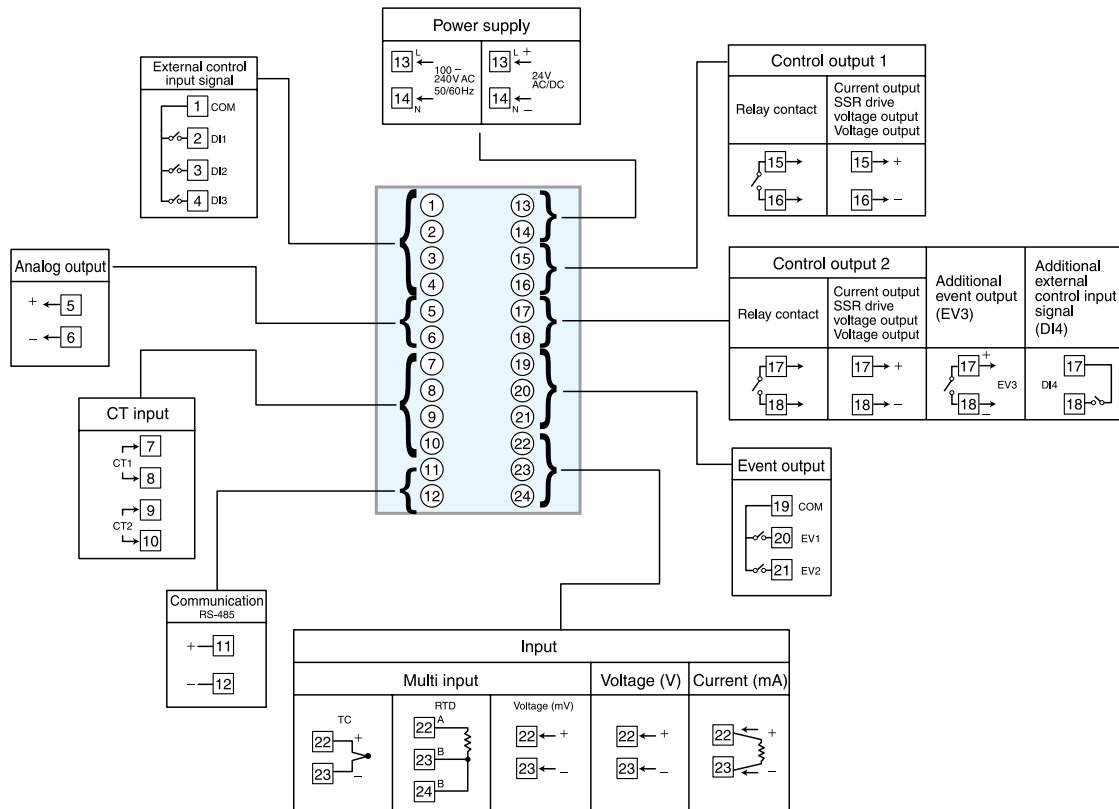 Power supply
13 L
100 –
240V AC
50/60Hz
14 N
13 L +
24V
AC/DC
14 N –
External control
input signal
1 COM
2 DI1
3 DI2
4 DI3
Control output 1
Relay contact
Current output
SSR drive
voltage output
Voltage output
15
16
15 +
16 –
Analog output
+ 5
– 6
1 13
2 14
3 15
4 16
5 17
6 18
7 19
8 20
9 21
10 22
11 23
12 24
Control output 2
Relay contact
Current output
SSR drive
voltage output
Voltage output
Additional
event output
(EV3)
Additional
external
control input
signal
(DI4)
17
18
17 +
18 –
17 +
EV3
18 –
17
DI4
18
CT input
7
CT1
8
9
CT2
10
Event output
19 COM
20 EV1
21 EV2
Communication
RS-485
+ 11
– 12
Input
Multi input
Voltage (V)
Current (mA)
TC
22 +
23 –
RTD
22 A
23 B
24 B
Voltage (mV)
22 +
23 –
22 +
23 –
22 +
23 –